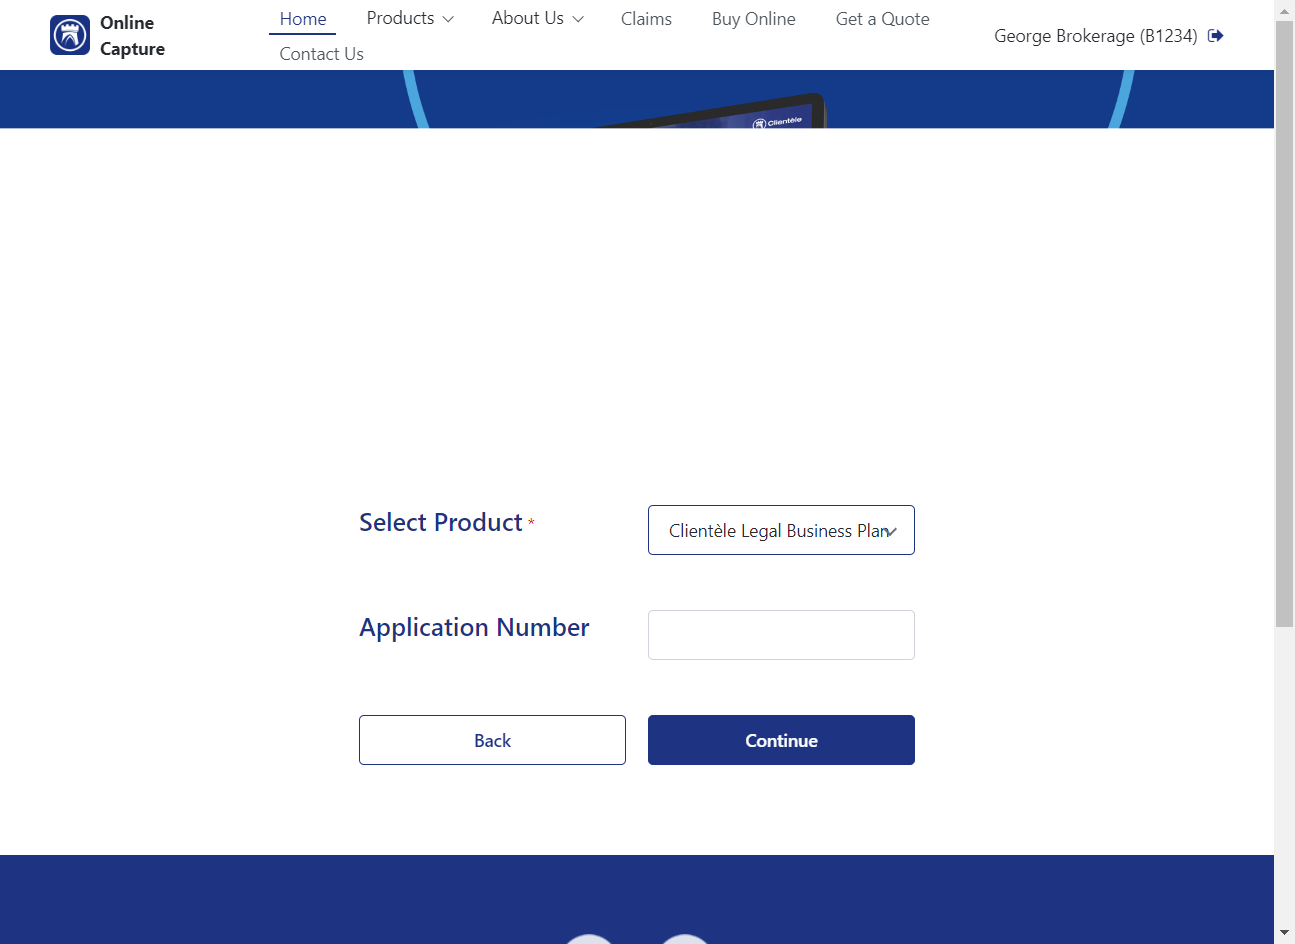 Online
Capture
Home
Products
About Us
Claims
Buy Online
Get a Quote
Contact Us
George Brokerage (B1234)
Clientèle
Select Product *
Clientèle Legal Business Plan
Application Number
Back
Continue